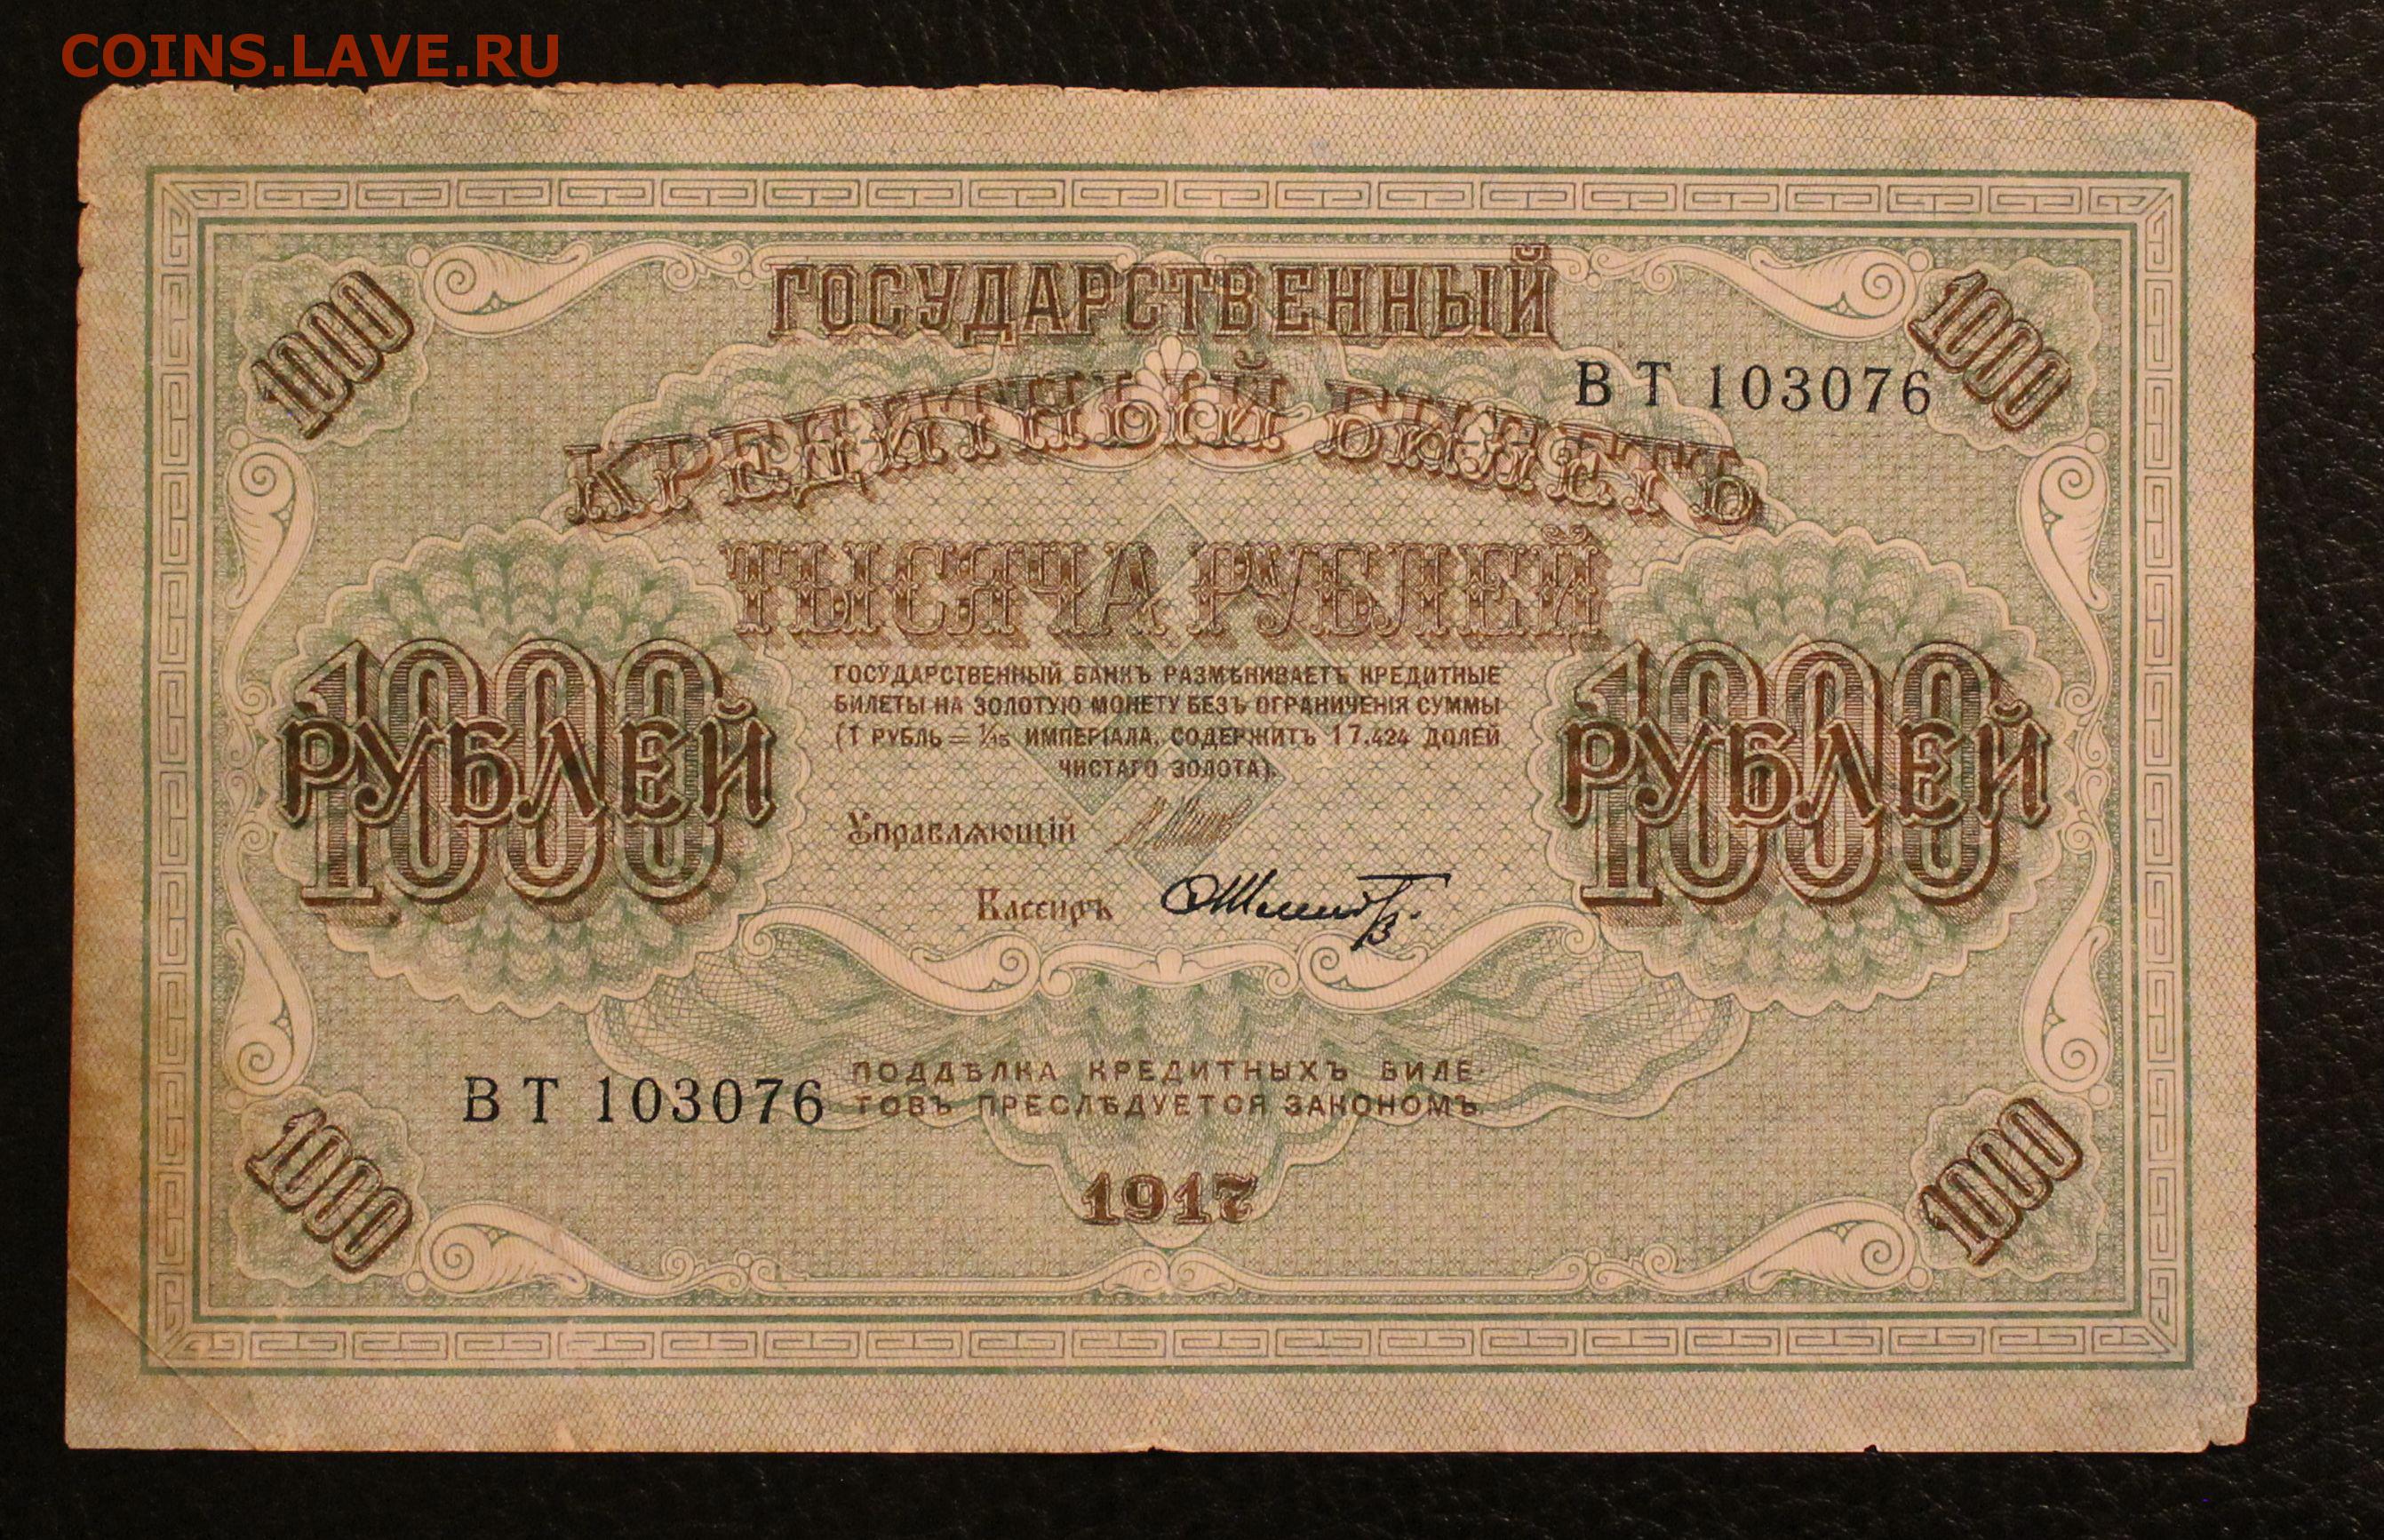 COINS.LAVE.RU
ГОСУДАРСТВЕННЫЙ
1000
1000
ВТ 103076
КРЕДИТНЫЙ БИЛЕТЪ
ТЫСЯЧА РУБЛЕЙ
1000
РУБЛЕЙ
1000
РУБЛЕЙ
ГОСУДАРСТВЕННЫЙ БАНКЪ РАЗМѢНИВАЕТЪ КРЕДИТНЫЕ
БИЛЕТЫ НА ЗОЛОТУЮ МОНЕТУ БЕЗЪ ОГРАНИЧЕНІЯ СУММЫ
(1 РУБЛЬ = 1/15 ИМПЕРІАЛА, СОДЕРЖИТЪ 17.424 ДОЛЕЙ
ЧИСТАГО ЗОЛОТА).
Управляющій
Кассиръ
ВТ 103076
ПОДДѢЛКА КРЕДИТНЫХЪ БИЛЕ-
ТОВЪ ПРЕСЛѢДУЕТСЯ ЗАКОНОМЪ.
1000
1917
1000